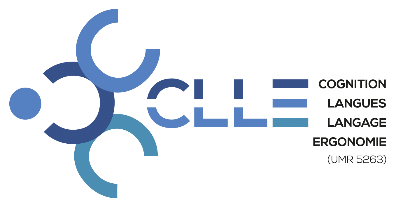 CLLE
COGNITION
LANGUES
LANGAGE
ERGONOMIE
(UMR 5263)